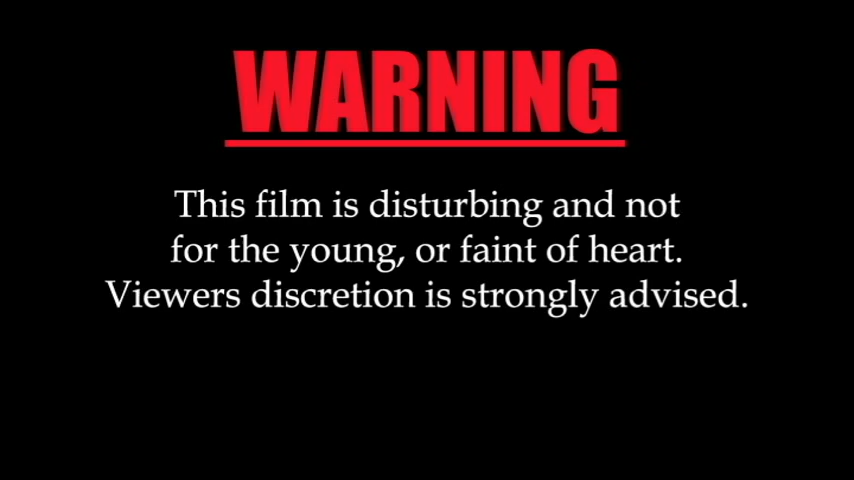 WARNING
This film is disturbing and not
for the young, or faint of heart.
Viewers discretion is strongly advised.